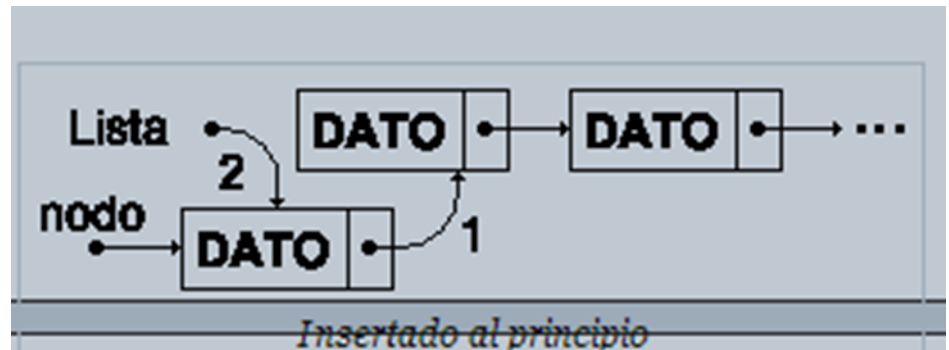 Lista
DATO DATO ...
2
nodo
DATO
1
Insertado al principio